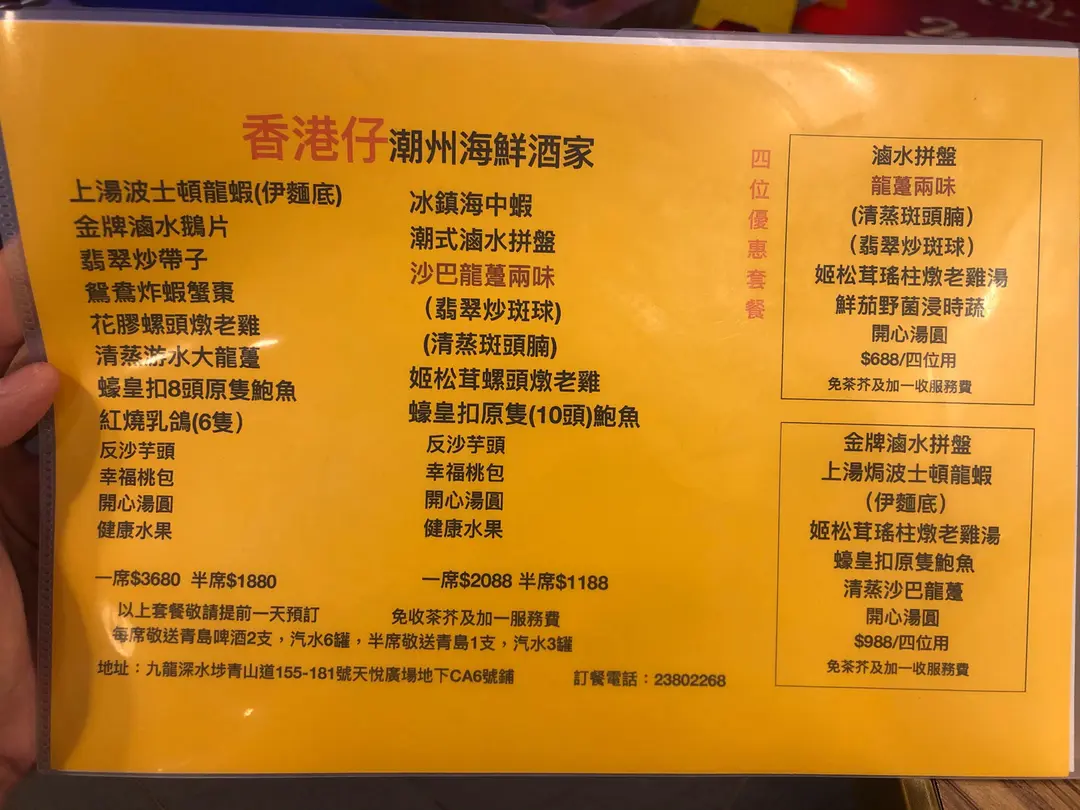 香港仔潮州海鮮酒家
上湯波士頓龍蝦(伊麵底)
金牌滷水鵝片
翡翠炒帶子
鴛鴦炸蝦蟹棗
花膠螺頭燉老雞
清蒸游水大龍躉
蠔皇扣8頭原隻鮑魚
紅燒乳鴿(6隻)
反沙芋頭
幸福桃包
開心湯圓
健康水果
一席$3680 半席$1880
冰鎮海中蝦
潮式滷水拼盤
沙巴龍躉兩味
(翡翠炒斑球)
(清蒸斑頭腩)
姬松茸螺頭燉老雞
蠔皇扣原隻(10頭)鮑魚
反沙芋頭
幸福桃包
開心湯圓
健康水果
一席$2088 半席$1188
以上套餐敬請提前一天預訂
免收茶芥及加一服務費
每席敬送青島啤酒2支，汽水6罐，半席敬送青島1支，汽水3罐
地址：九龍深水埗青山道155-181號天悅廣場地下CA6號鋪
訂餐電話：23802268
四位優惠套餐
滷水拼盤
龍躉兩味
(清蒸斑頭腩)
(翡翠炒斑球)
姬松茸瑤柱燉老雞湯
鮮茄野菌浸時蔬
開心湯圓
$688/四位用
免茶芥及加一收服務費
金牌滷水拼盤
上湯焗波士頓龍蝦
(伊麵底)
姬松茸瑤柱燉老雞湯
蠔皇扣原隻鮑魚
清蒸沙巴龍躉
開心湯圓
$988/四位用
免茶芥及加一收服務費